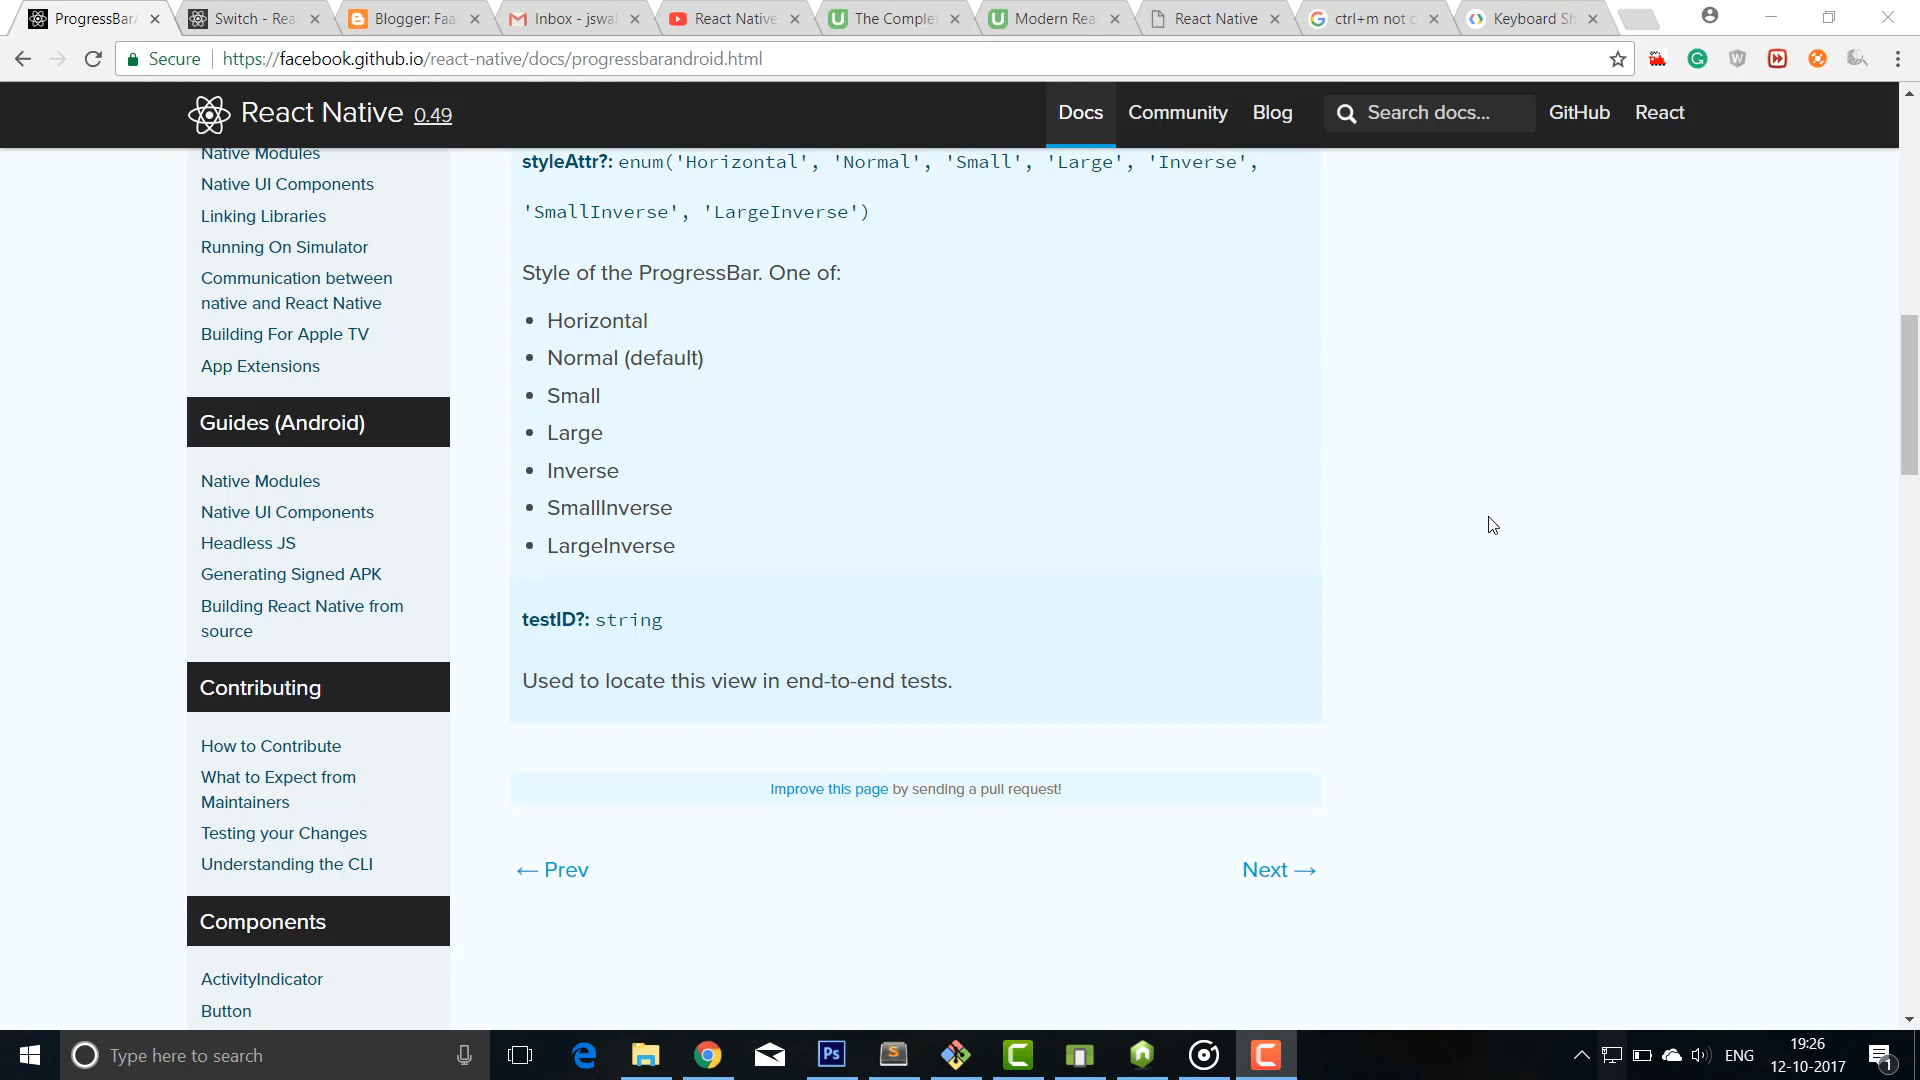 ProgressBarA
Switch - Rea
Blogger: Faa
Inbox - jswal
React Native
The Complet
Modern Rea
React Native
ctrl+m not o
Keyboard Sh
Secure
https://facebook.github.io/react-native/docs/progressbarandroid.html
React Native 0.49
Docs
Community
Blog
Search docs...
GitHub
React
Native Modules
Native UI Components
Linking Libraries
Running On Simulator
Communication between
native and React Native
Building For Apple TV
App Extensions
Guides (Android)
Native Modules
Native UI Components
Headless JS
Generating Signed APK
Building React Native from
source
Contributing
How to Contribute
What to Expect from
Maintainers
Testing your Changes
Understanding the CLI
Components
ActivityIndicator
Button
styleAttr?: enum('Horizontal', 'Normal', 'Small', 'Large', 'Inverse',
'SmallInverse', 'LargeInverse')
Style of the ProgressBar. One of:
• Horizontal
• Normal (default)
• Small
• Large
• Inverse
• SmallInverse
• LargeInverse
testID?: string
Used to locate this view in end-to-end tests.
Improve this page by sending a pull request!
← Prev
Next →
Type here to search
Ps
ENG
19:26
12-10-2017
1